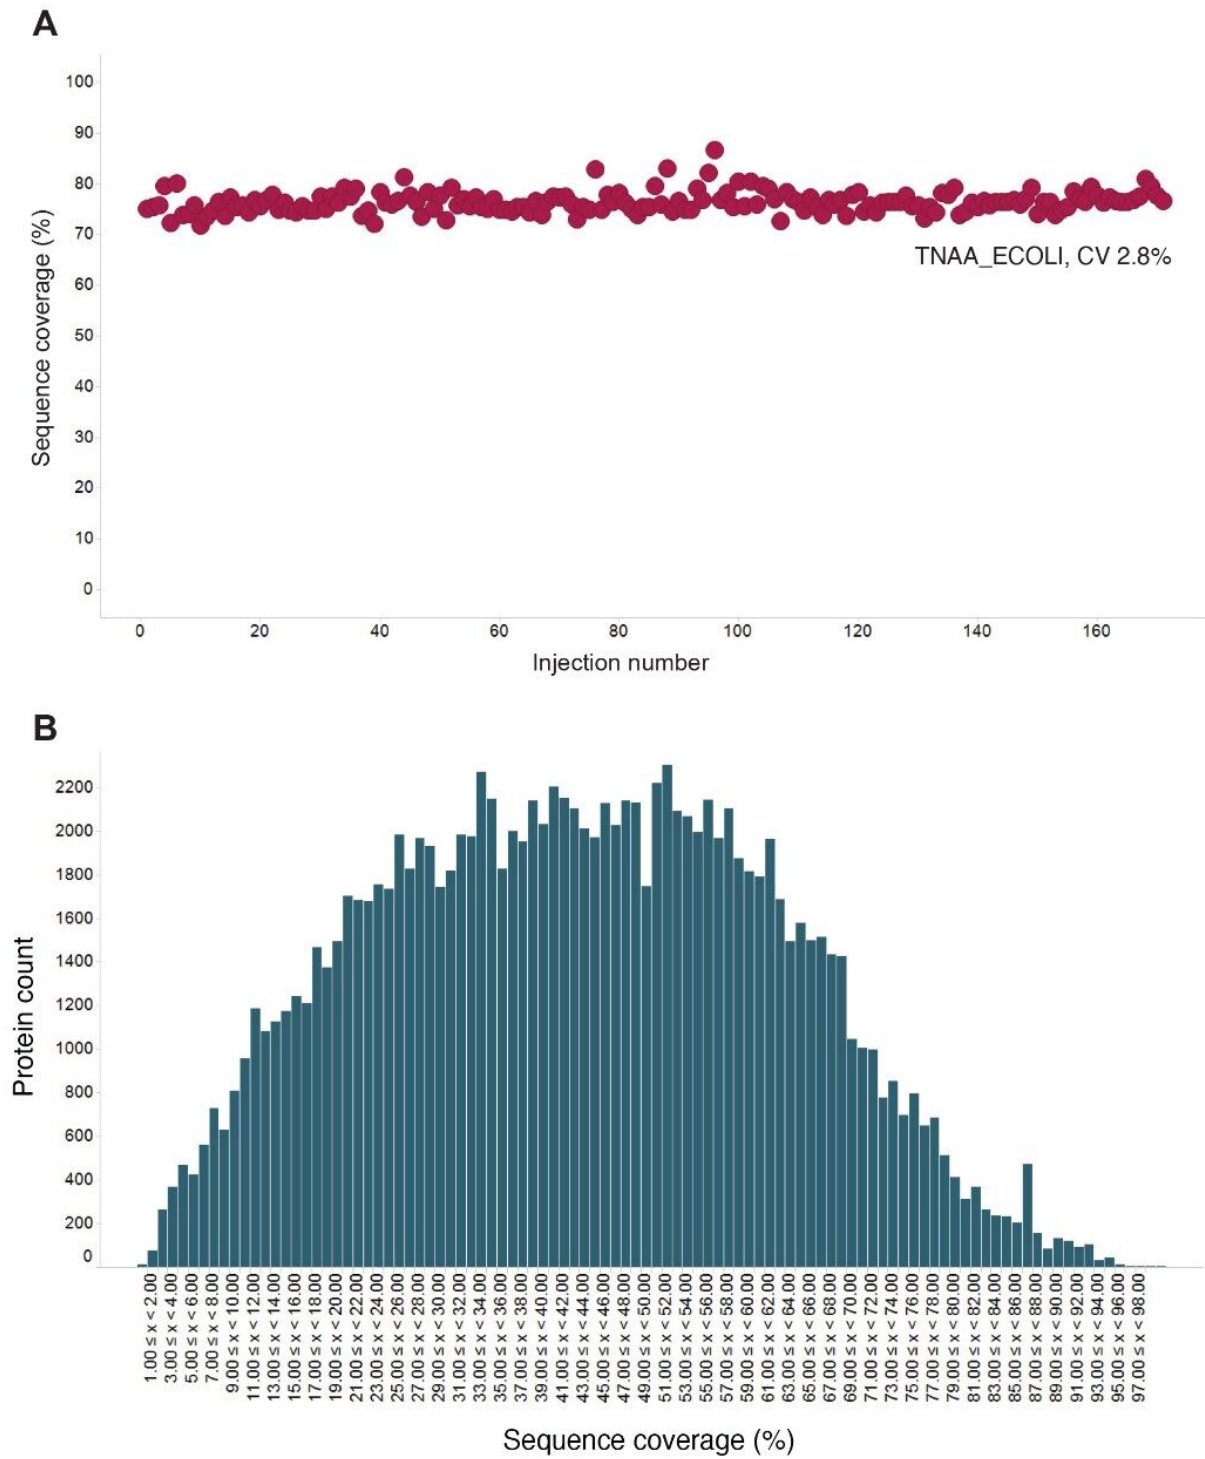 A
100
90
80
70
60
50
40
30
20
10
0
Sequence coverage (%)
TNAA_ECOLI, CV 2.8%
0 20 40 60 80 100 120 140 160
Injection number
B
2200
2000
1800
1600
1400
1200
1000
800
600
400
200
0
Protein count
1.00 ≤ x < 2.00
3.00 ≤ x < 4.00
5.00 ≤ x < 6.00
7.00 ≤ x < 8.00
9.00 ≤ x < 10.00
11.00 ≤ x < 12.00
13.00 ≤ x < 14.00
15.00 ≤ x < 16.00
17.00 ≤ x < 18.00
19.00 ≤ x < 20.00
21.00 ≤ x < 22.00
23.00 ≤ x < 24.00
25.00 ≤ x < 26.00
27.00 ≤ x < 28.00
29.00 ≤ x < 30.00
31.00 ≤ x < 32.00
33.00 ≤ x < 34.00
35.00 ≤ x < 36.00
37.00 ≤ x < 38.00
39.00 ≤ x < 40.00
41.00 ≤ x < 42.00
43.00 ≤ x < 44.00
45.00 ≤ x < 46.00
47.00 ≤ x < 48.00
49.00 ≤ x < 50.00
51.00 ≤ x < 52.00
53.00 ≤ x < 54.00
55.00 ≤ x < 56.00
57.00 ≤ x < 58.00
59.00 ≤ x < 60.00
61.00 ≤ x < 62.00
63.00 ≤ x < 64.00
65.00 ≤ x < 66.00
67.00 ≤ x < 68.00
69.00 ≤ x < 70.00
71.00 ≤ x < 72.00
73.00 ≤ x < 74.00
75.00 ≤ x < 76.00
77.00 ≤ x < 78.00
79.00 ≤ x < 80.00
81.00 ≤ x < 82.00
83.00 ≤ x < 84.00
85.00 ≤ x < 86.00
87.00 ≤ x < 88.00
89.00 ≤ x < 90.00
91.00 ≤ x < 92.00
93.00 ≤ x < 94.00
95.00 ≤ x < 96.00
97.00 ≤ x < 98.00
Sequence coverage (%)